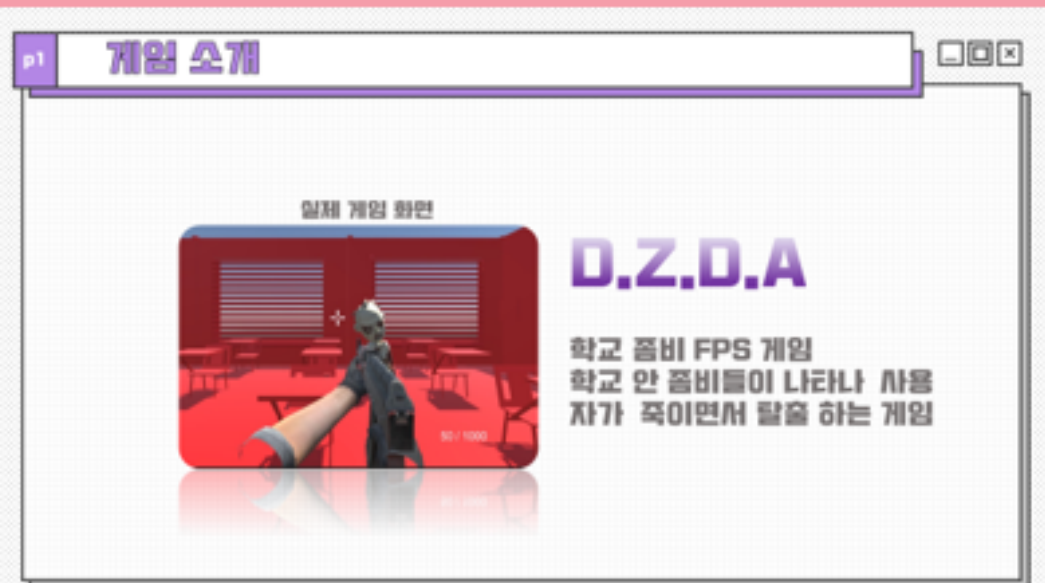 p1
게임 소개
실제 게임 화면
D.Z.D.A
학교 좀비 FPS 게임
학교 안 좀비들이 나타나 사용
자가 죽이면서 탈출 하는 게임
50 / 1000